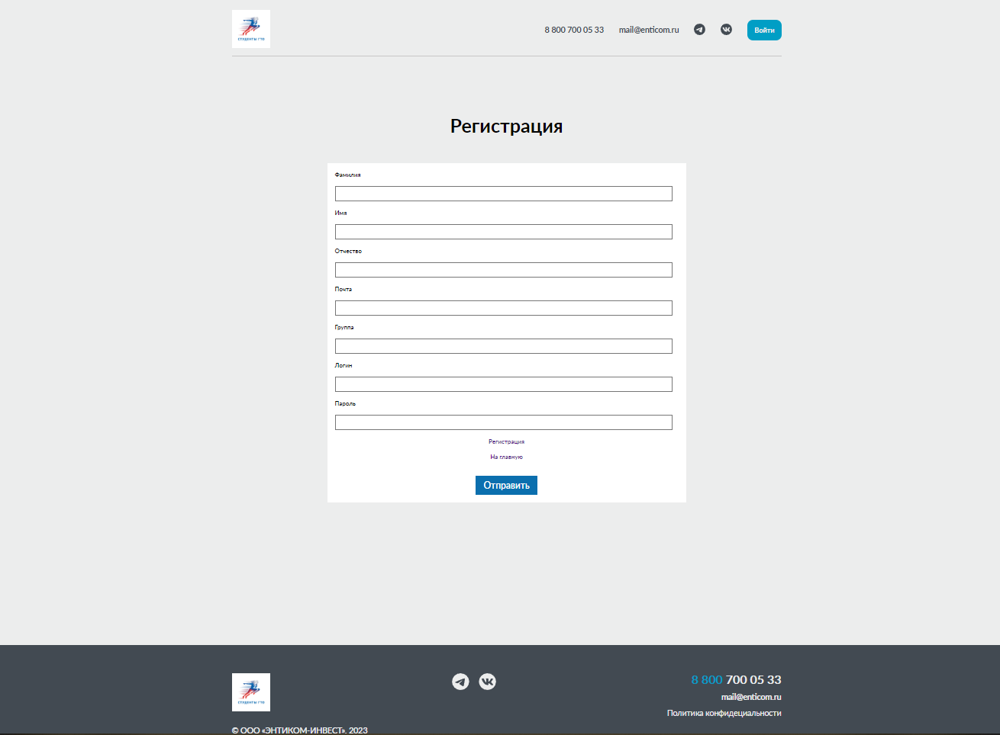 СТУДЕНТЫ ГТО
8 800 700 05 33
mail@enticom.ru
Войти
Регистрация
Фамилия
Имя
Отчество
Почта
Группа
Логин
Пароль
Регистрация
На главную
Отправить
СТУДЕНТЫ ГТО
8 800 700 05 33
mail@enticom.ru
Политика конфидециальности
© ООО «ЭНТИКОМ-ИНВЕСТ». 2023